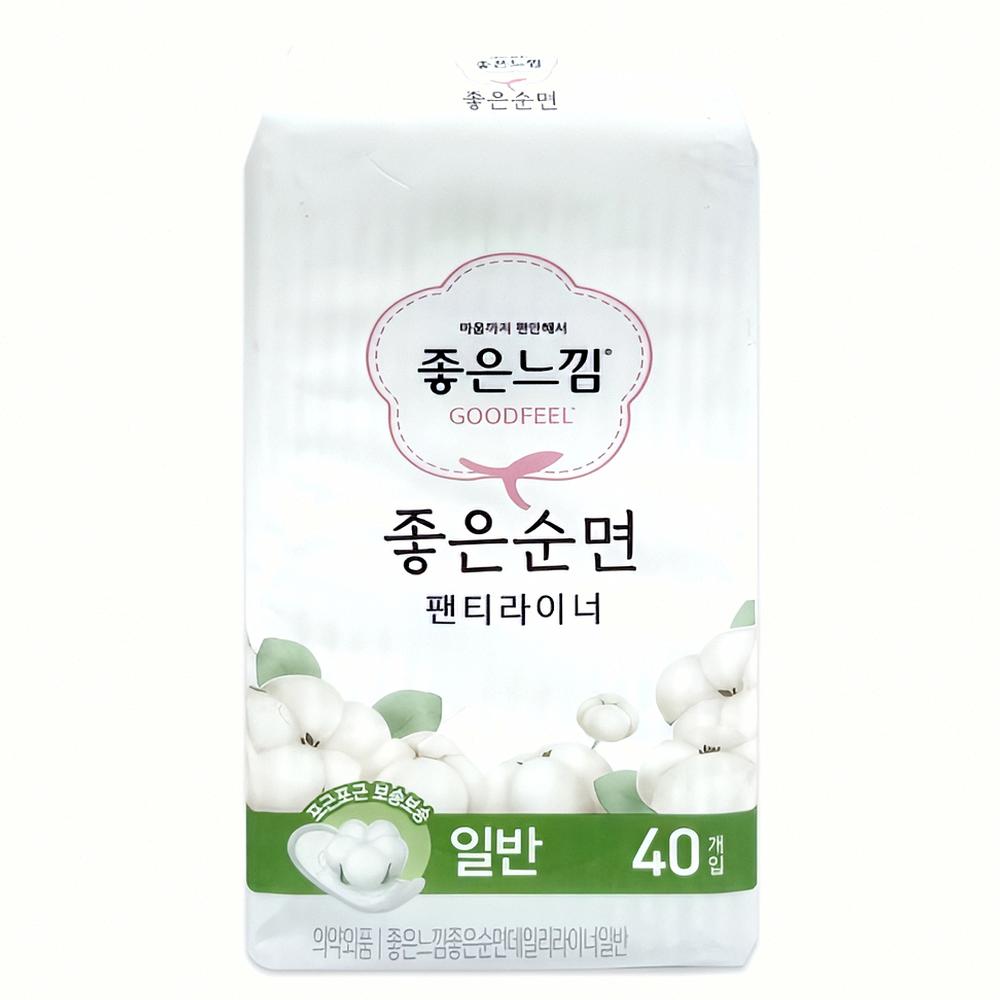 좋은느낌
좋은순면
마음까지 편안해서
좋은느낌®
GOODFEEL
좋은순면
팬티라이너
포근포근 보송보송
일반
40개입
의약외품 | 좋은느낌좋은순면데일리라이너일반